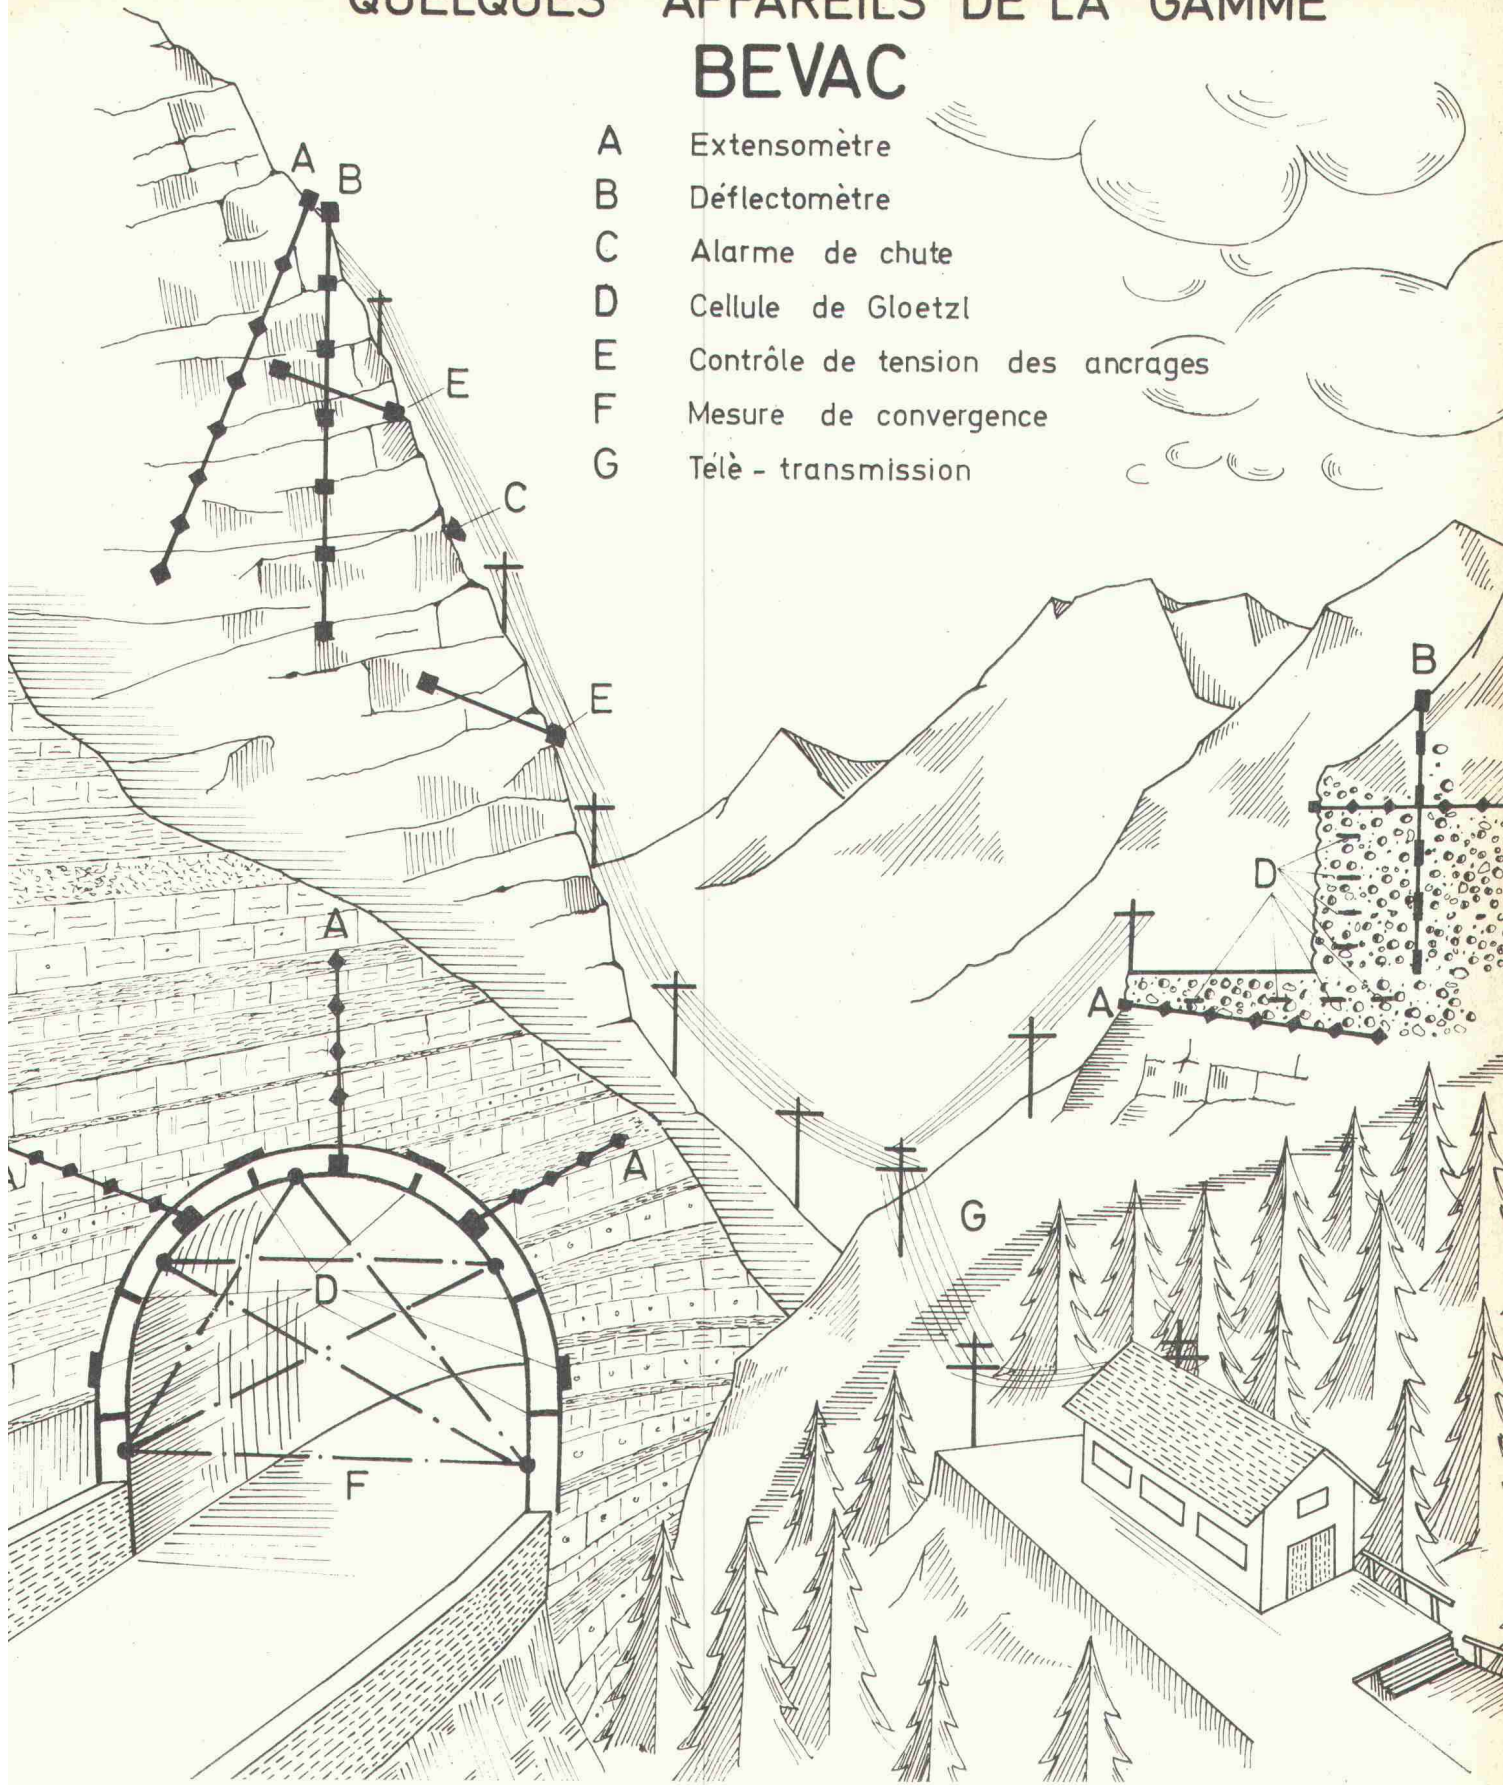 QUELQUES APPAREILS DE LA GAMME
BEVAC
A Extensomètre
B Déflectomètre
C Alarme de chute
D Cellule de Gloetzl
E Contrôle de tension des ancrages
F Mesure de convergence
G Télè - transmission
A
B
E
C
E
B
D
A
A
A
A
G
D
F